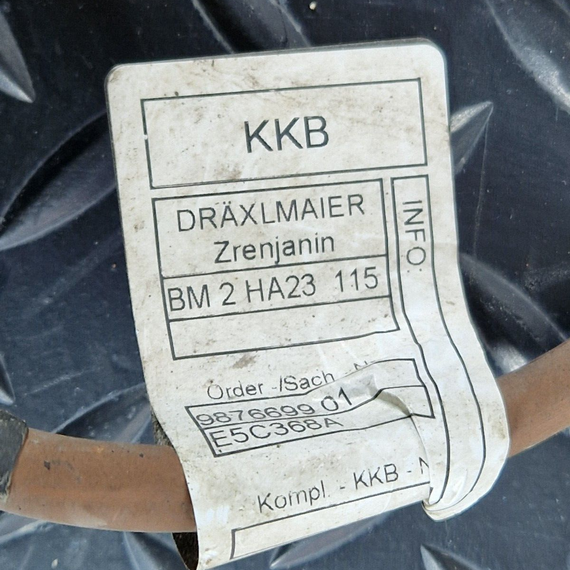 KKB
DRÄXLMAIER
Zrenjanin
BM 2 HA23 115
INFO:
Order -/Sach -
9876699 01
E5C368A
Kompl. - KKB -